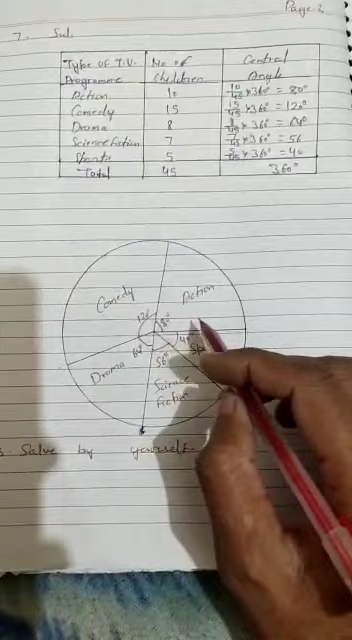 Page-2
7. Sol.
Type of T.V. Programme No of children Central Angle
Action 10 10/45 × 360° = 80°
Comedy 15 15/45 × 360° = 120°
Drama 8 8/45 × 360° = 64°
Science fiction 7 7/45 × 360° = 56
Sports 5 5/45 × 360° = 40
Total 45 360°
Comedy
Action
120°
80°
40°
64°
56°
Drama
Science
fiction
Solve by yourself.